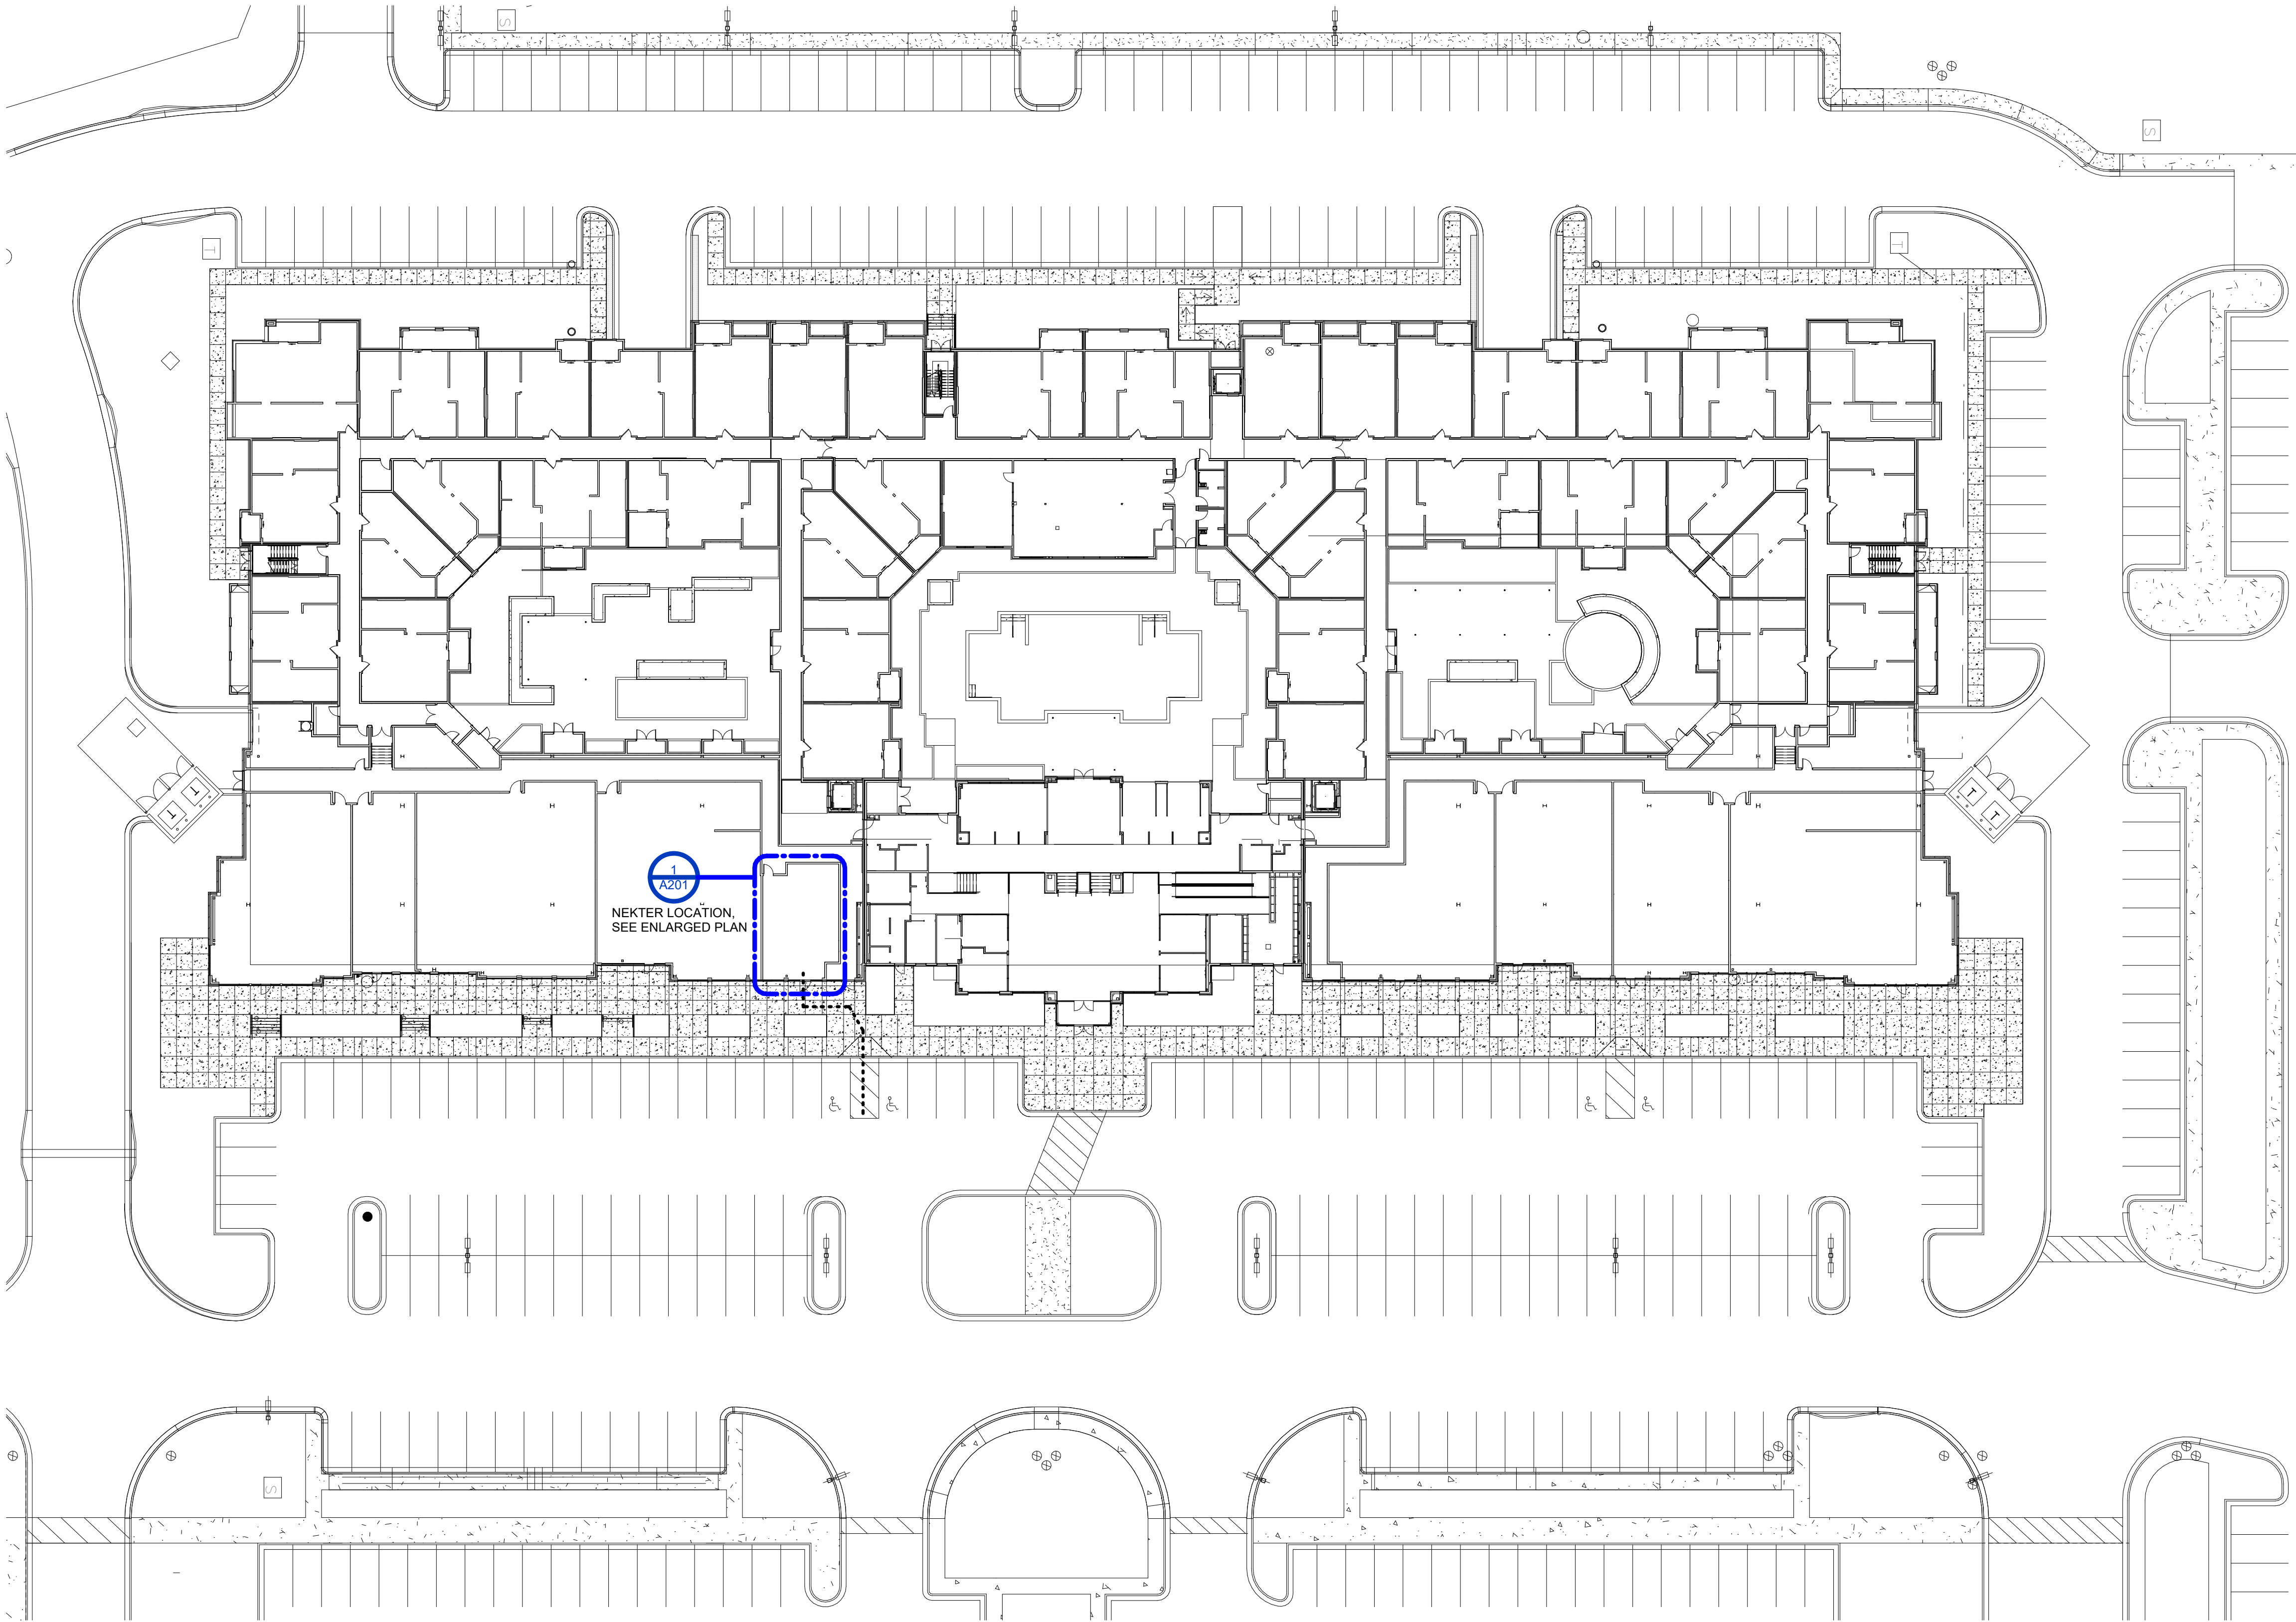 S
S
T
T
T
T
T
T
1
A201
NEKTER LOCATION,
SEE ENLARGED PLAN
S